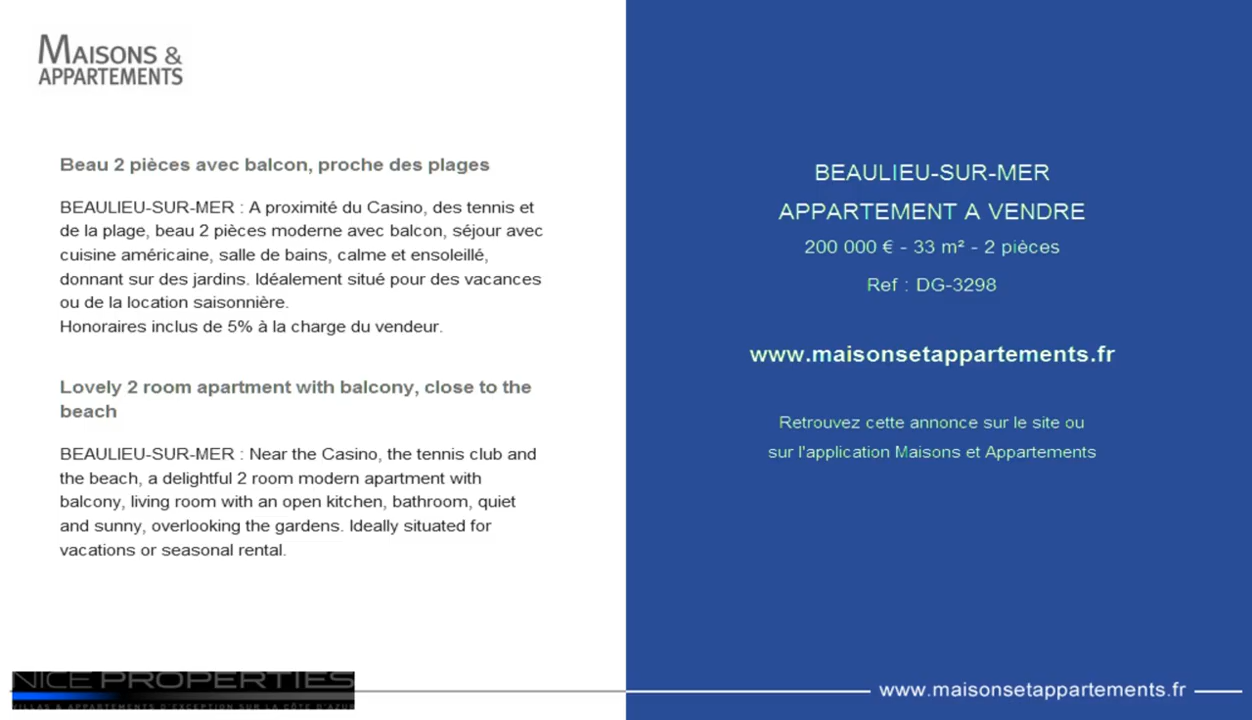 MAISONS &
APPARTEMENTS
Beau 2 pièces avec balcon, proche des plages
BEAULIEU-SUR-MER : A proximité du Casino, des tennis et
de la plage, beau 2 pièces moderne avec balcon, séjour avec
cuisine américaine, salle de bains, calme et ensoleillé,
donnant sur des jardins. Idéalement situé pour des vacances
ou de la location saisonnière.
Honoraires inclus de 5% à la charge du vendeur.
Lovely 2 room apartment with balcony, close to the
beach
BEAULIEU-SUR-MER : Near the Casino, the tennis club and
the beach, a delightful 2 room modern apartment with
balcony, living room with an open kitchen, bathroom, quiet
and sunny, overlooking the gardens. Ideally situated for
vacations or seasonal rental.
NICE PROPERTIES
VILLAS & APPARTEMENTS D'EXCEPTION SUR LA CÔTE D'AZUR
BEAULIEU-SUR-MER
APPARTEMENT A VENDRE
200 000 € - 33 m² - 2 pièces
Ref : DG-3298
www.maisonsetappartements.fr
Retrouvez cette annonce sur le site ou
sur l'application Maisons et Appartements
www.maisonsetappartements.fr